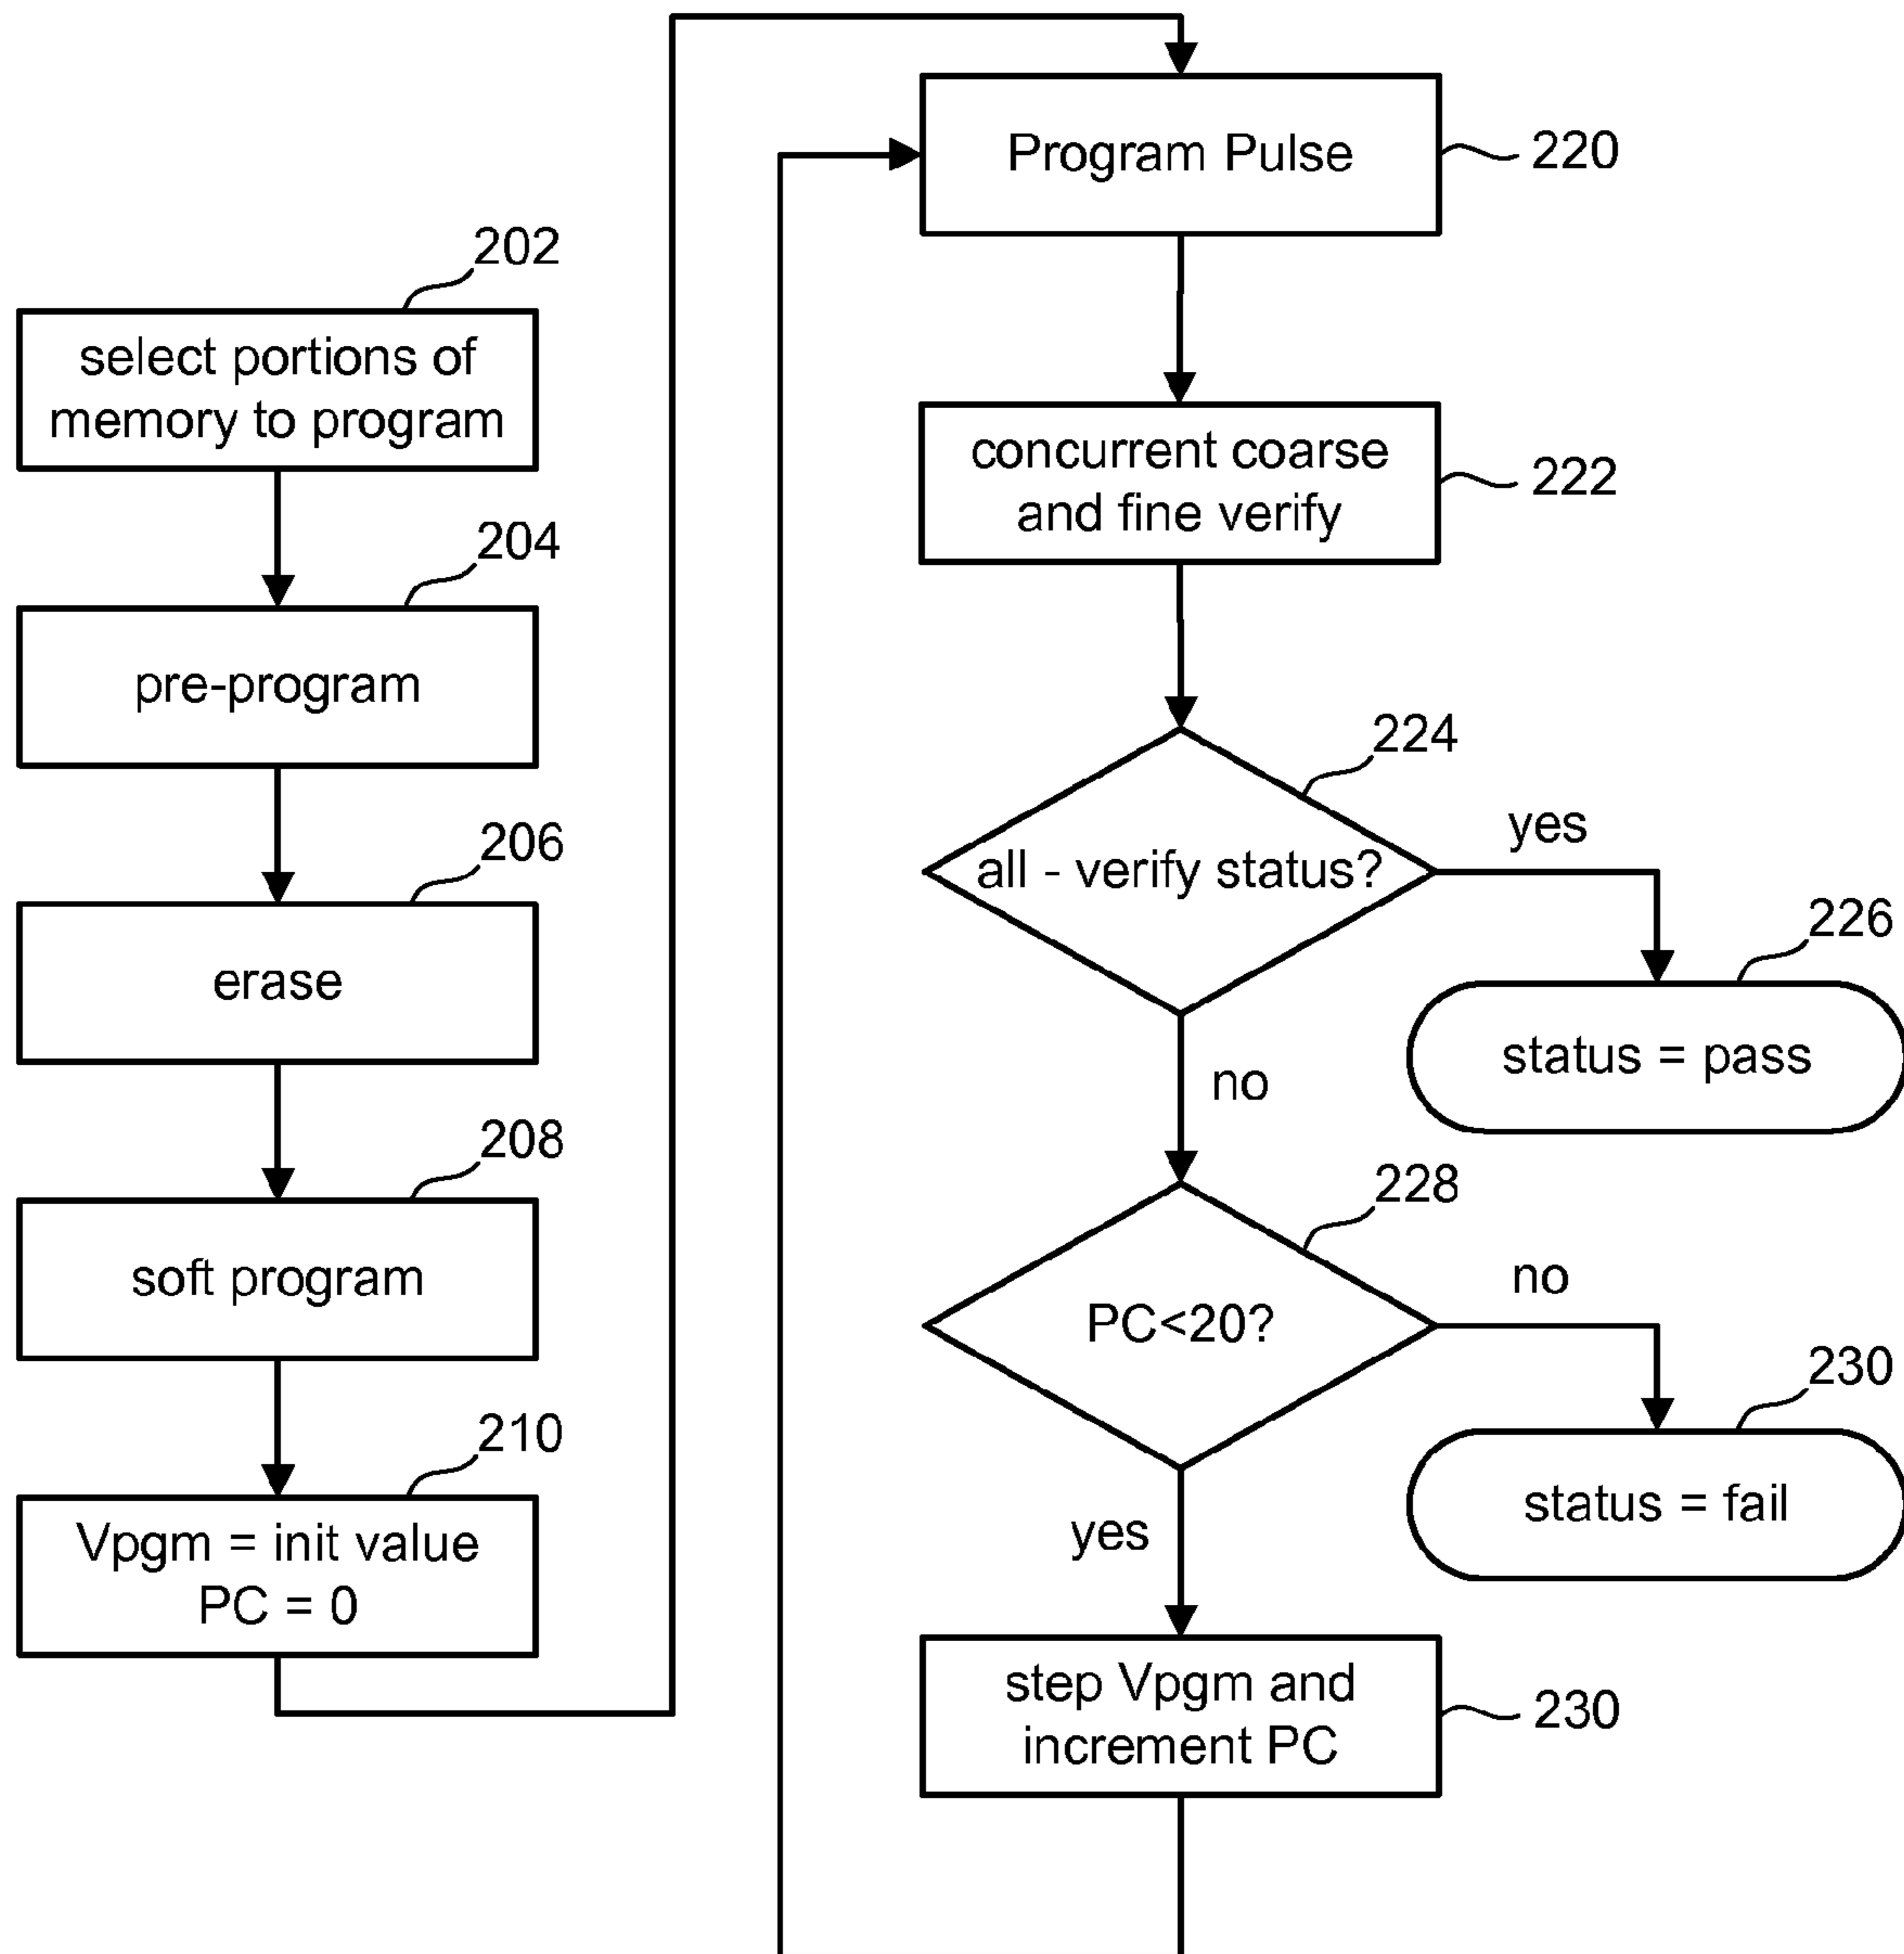 202
select portions of
memory to program
204
pre-program
206
erase
208
soft program
210
Vpgm = init value
PC = 0
Program Pulse
220
concurrent coarse
and fine verify
222
224
all - verify status?
yes
226
status = pass
no
228
PC<20?
no
230
status = fail
yes
step Vpgm and
increment PC
230